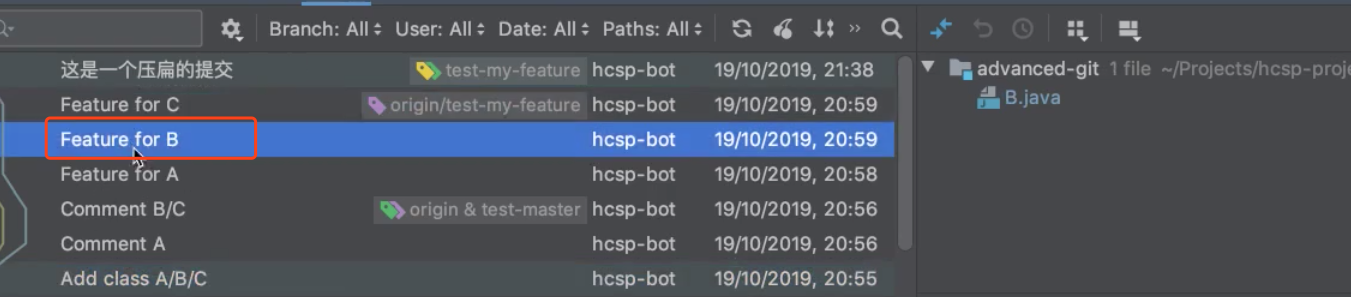 Branch: All User: All Date: All Paths: All »
这是一个压扁的提交 test-my-feature hcsp-bot 19/10/2019, 21:38
Feature for C origin/test-my-feature hcsp-bot 19/10/2019, 20:59
Feature for B hcsp-bot 19/10/2019, 20:59
Feature for A hcsp-bot 19/10/2019, 20:58
Comment B/C origin & test-master hcsp-bot 19/10/2019, 20:56
Comment A hcsp-bot 19/10/2019, 20:56
Add class A/B/C hcsp-bot 19/10/2019, 20:55
advanced-git 1 file ~/Projects/hcsp-proje
B.java